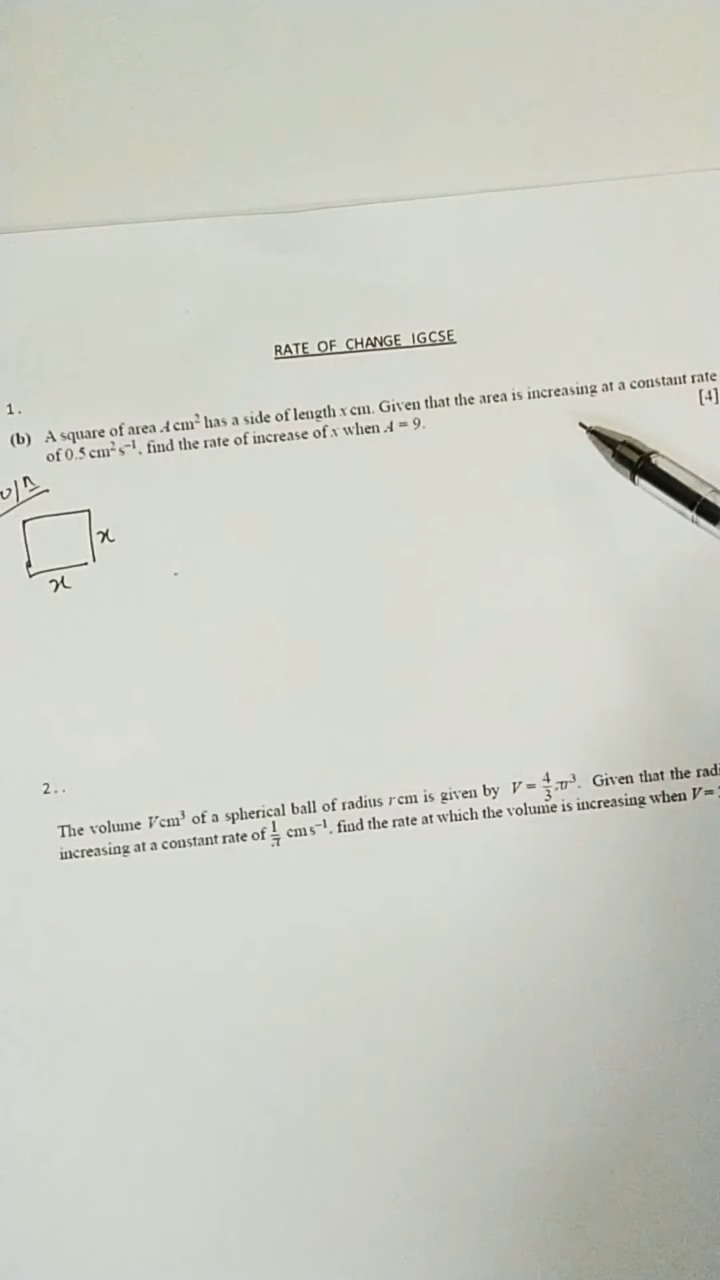 RATE OF CHANGE IGCSE
1.
(b) A square of area A cm² has a side of length x cm. Given that the area is increasing at a constant rate
of 0.5 cm² s⁻¹, find the rate of increase of x when A = 9. [4]
x
x
2..
The volume V cm³ of a spherical ball of radius r cm is given by V = 4/3 πr³. Given that the
increasing at a constant rate of 1/π cm s⁻¹, find the rate at which the volume is increasing when V =